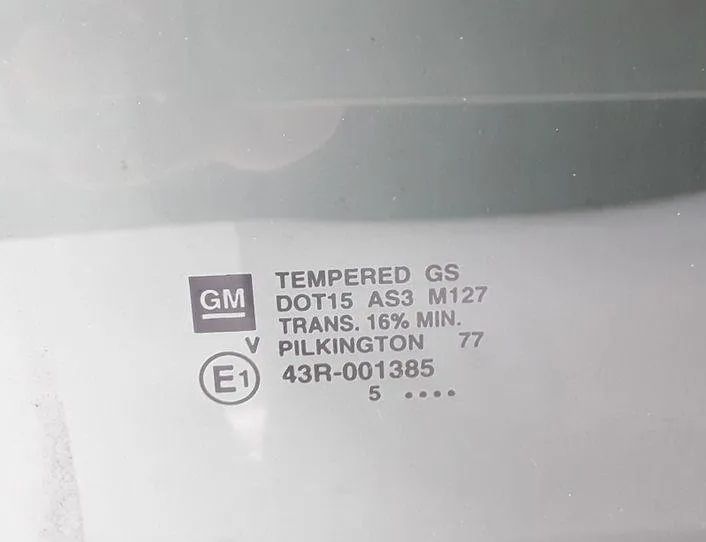 GM
TEMPERED GS
DOT15 AS3 M127
TRANS. 16% MIN.
V PILKINGTON 77
E1 43R-001385
5 ••••